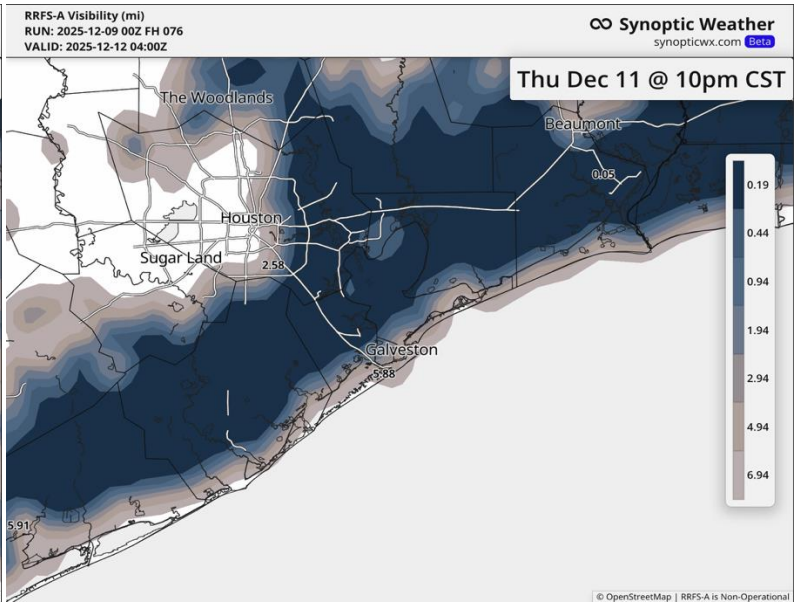 RRFS-A Visibility (mi)
RUN: 2025-12-09 00Z FH 076
VALID: 2025-12-12 04:00Z
Synoptic Weather
synopticwx.com Beta
Thu Dec 11 @ 10pm CST
The Woodlands
Beaumont
0.05
Houston
Sugar Land
2.58
Galveston
5.88
5.91
0.19
0.44
0.94
1.94
2.94
4.94
6.94
© OpenStreetMap | RRFS-A is Non-Operational